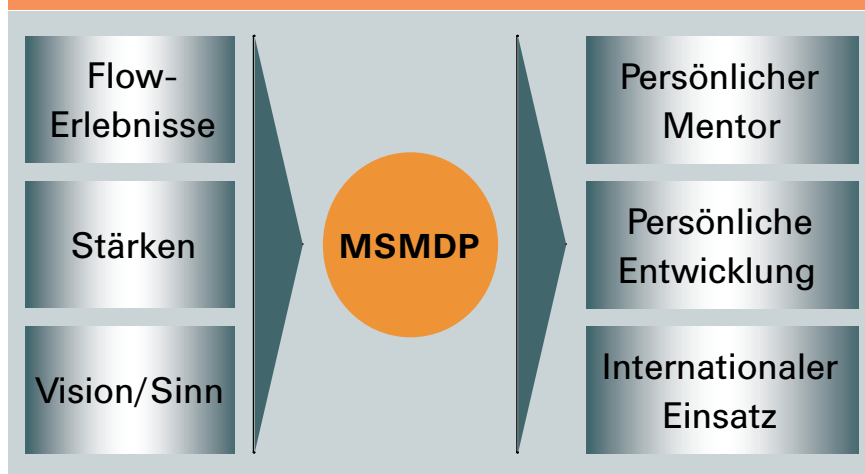 Flow-
Erlebnisse
Stärken
Vision/Sinn
MSMDP
Persönlicher
Mentor
Persönliche
Entwicklung
Internationaler
Einsatz